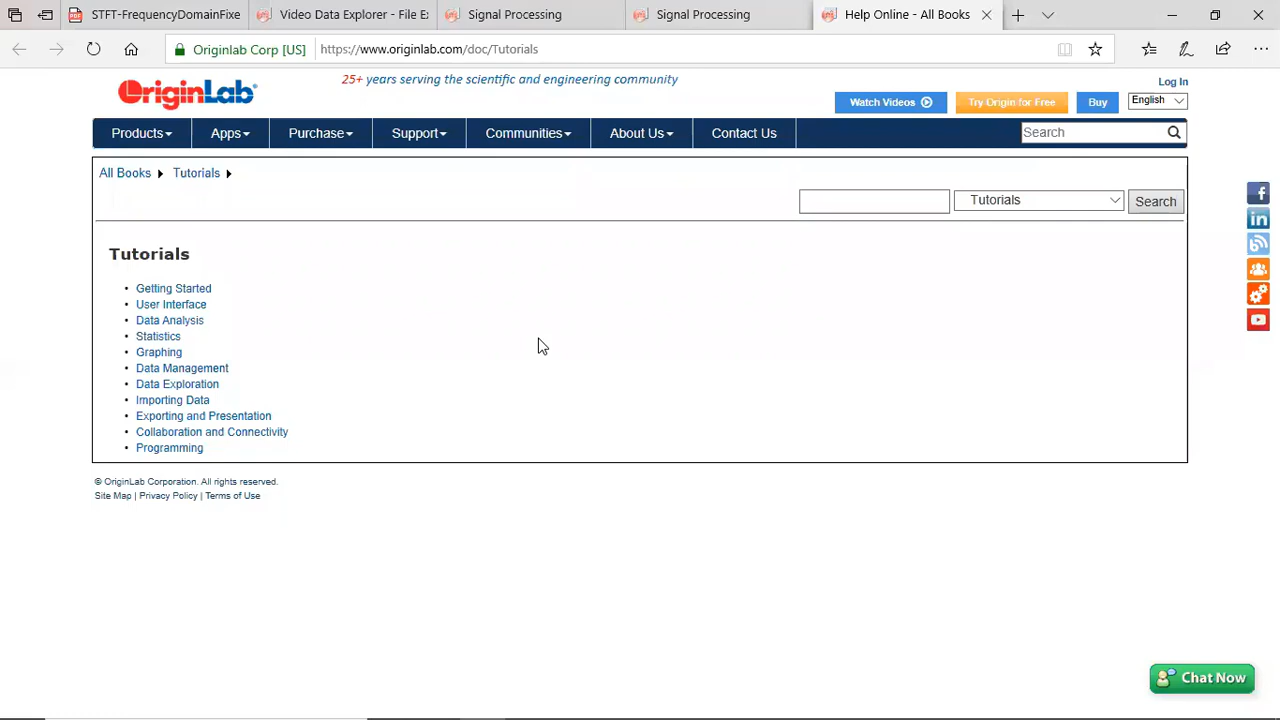 STFT-FrequencyDomainFixe
Video Data Explorer - File Ex
Signal Processing
Signal Processing
Help Online - All Books
Originlab Corp [US]
https://www.originlab.com/doc/Tutorials
OriginLab
25+ years serving the scientific and engineering community
Log In
Watch Videos
Try Origin for Free
Buy
English
Products
Apps
Purchase
Support
Communities
About Us
Contact Us
Search
All Books
Tutorials
Tutorials
Search
Tutorials
• Getting Started
• User Interface
• Data Analysis
• Statistics
• Graphing
• Data Management
• Data Exploration
• Importing Data
• Exporting and Presentation
• Collaboration and Connectivity
• Programming
© OriginLab Corporation. All rights reserved.
Site Map | Privacy Policy | Terms of Use
Chat Now